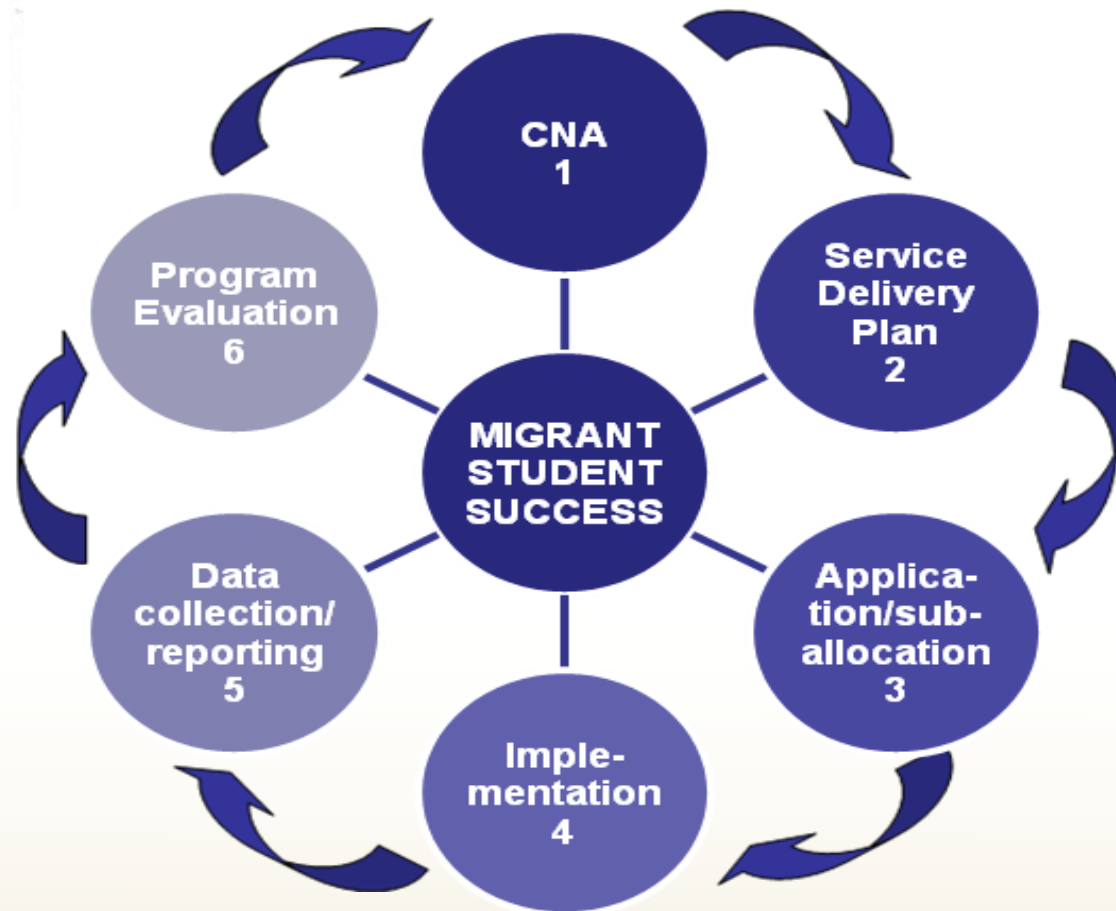 CNA
1
Service
Delivery
Plan
2
Applica-
tion/sub-
allocation
3
Imple-
mentation
4
Data
collection/
reporting
5
Program
Evaluation
6
MIGRANT
STUDENT
SUCCESS